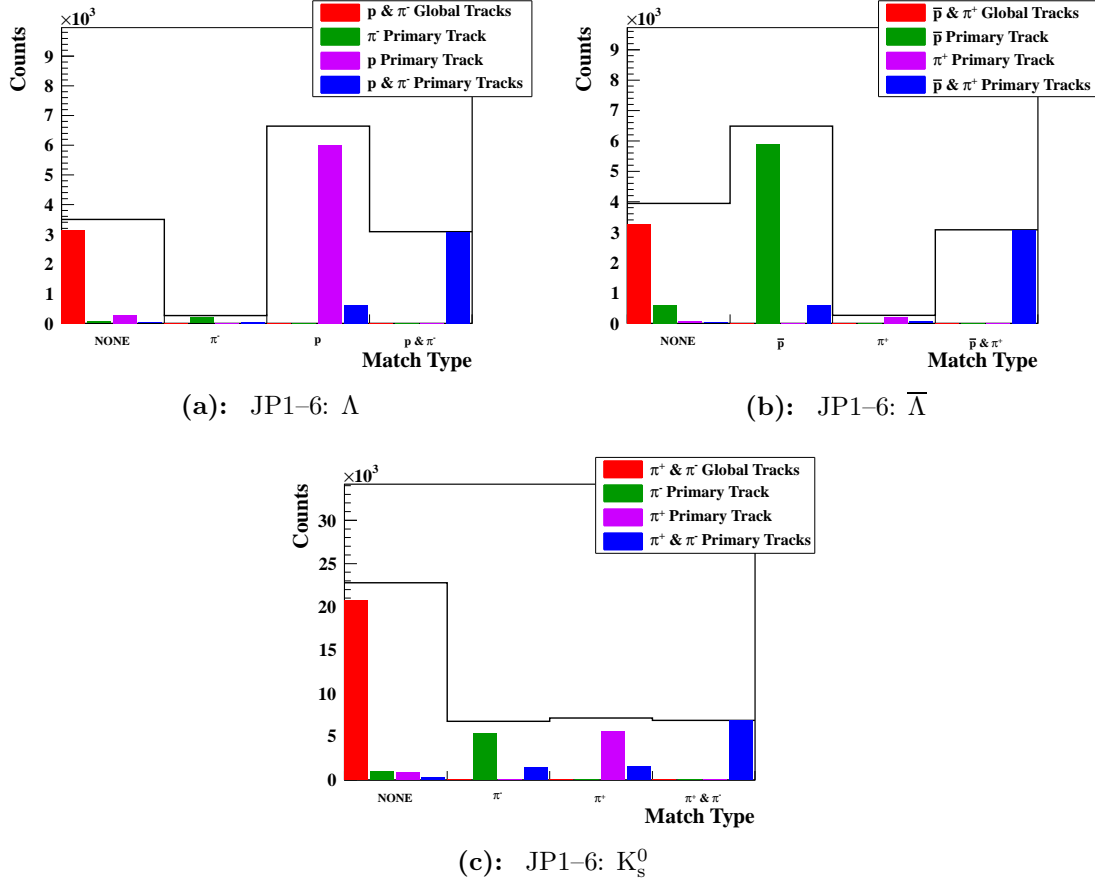 ×10³
Counts
9
8
7
6
5
4
3
2
1
0
p & π⁻ Global Tracks
π⁻ Primary Track
p Primary Track
p & π⁻ Primary Tracks
NONE π⁻ p p & π⁻
Match Type
(a): JP1–6: Λ
×10³
Counts
9
8
7
6
5
4
3
2
1
0
p̅ & π⁺ Global Tracks
p̅ Primary Track
π⁺ Primary Track
p̅ & π⁺ Primary Tracks
NONE p̅ π⁺ p̅ & π⁺
Match Type
(b): JP1–6: Λ̅
×10³
Counts
30
25
20
15
10
5
0
π⁺ & π⁻ Global Tracks
π⁻ Primary Track
π⁺ Primary Track
π⁺ & π⁻ Primary Tracks
NONE π⁻ π⁺ π⁺ & π⁻
Match Type
(c): JP1–6: K⁰ₛ